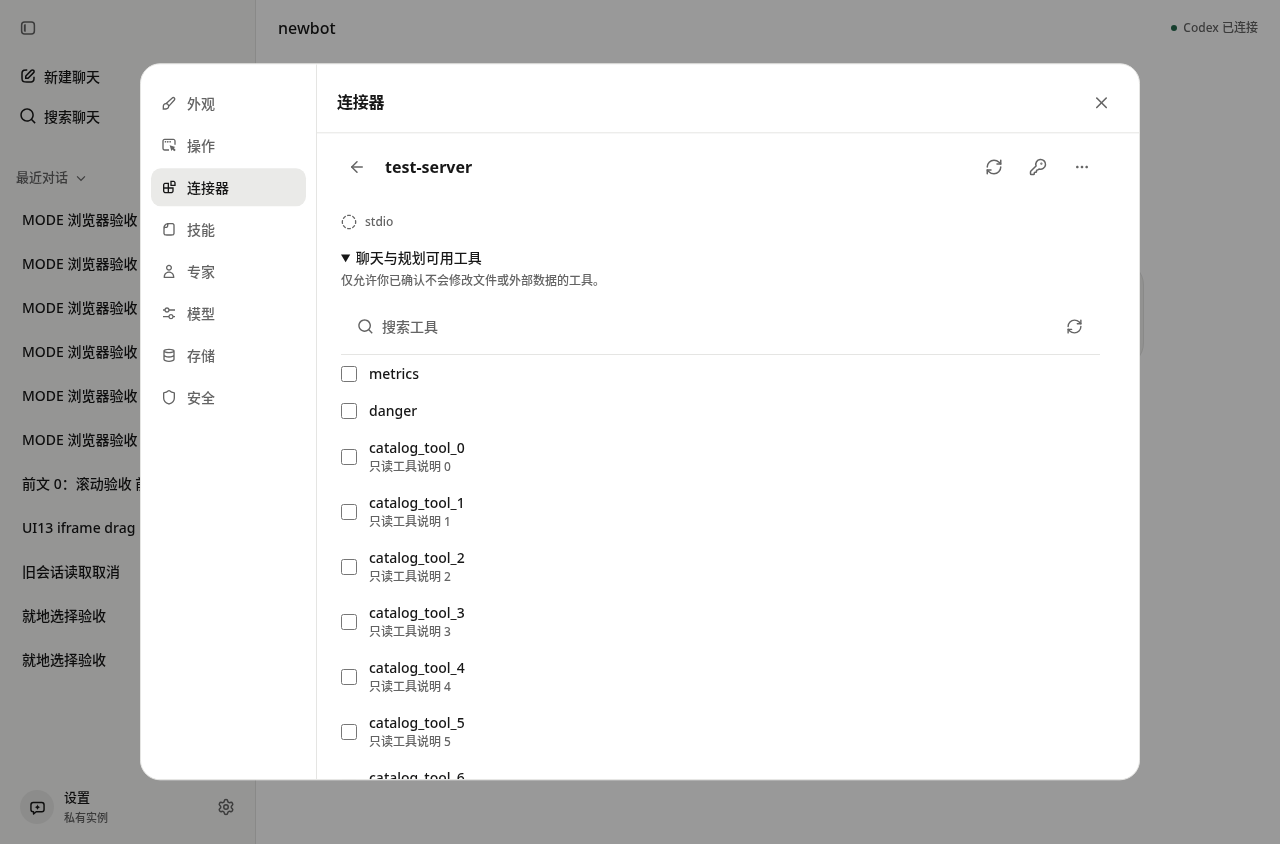 newbot
Codex 已连接
新建聊天
搜索聊天
最近对话
MODE 浏览器验收
MODE 浏览器验收
MODE 浏览器验收
MODE 浏览器验收
MODE 浏览器验收
MODE 浏览器验收
前文 0：滚动验收
UI13 iframe drag
旧会话读取取消
就地选择验收
就地选择验收
设置
私有实例
外观
操作
连接器
技能
专家
模型
存储
安全
连接器
test-server
stdio
聊天与规划可用工具
仅允许你已确认不会修改文件或外部数据的工具。
搜索工具
metrics
danger
catalog_tool_0
只读工具说明 0
catalog_tool_1
只读工具说明 1
catalog_tool_2
只读工具说明 2
catalog_tool_3
只读工具说明 3
catalog_tool_4
只读工具说明 4
catalog_tool_5
只读工具说明 5
catalog_tool_6